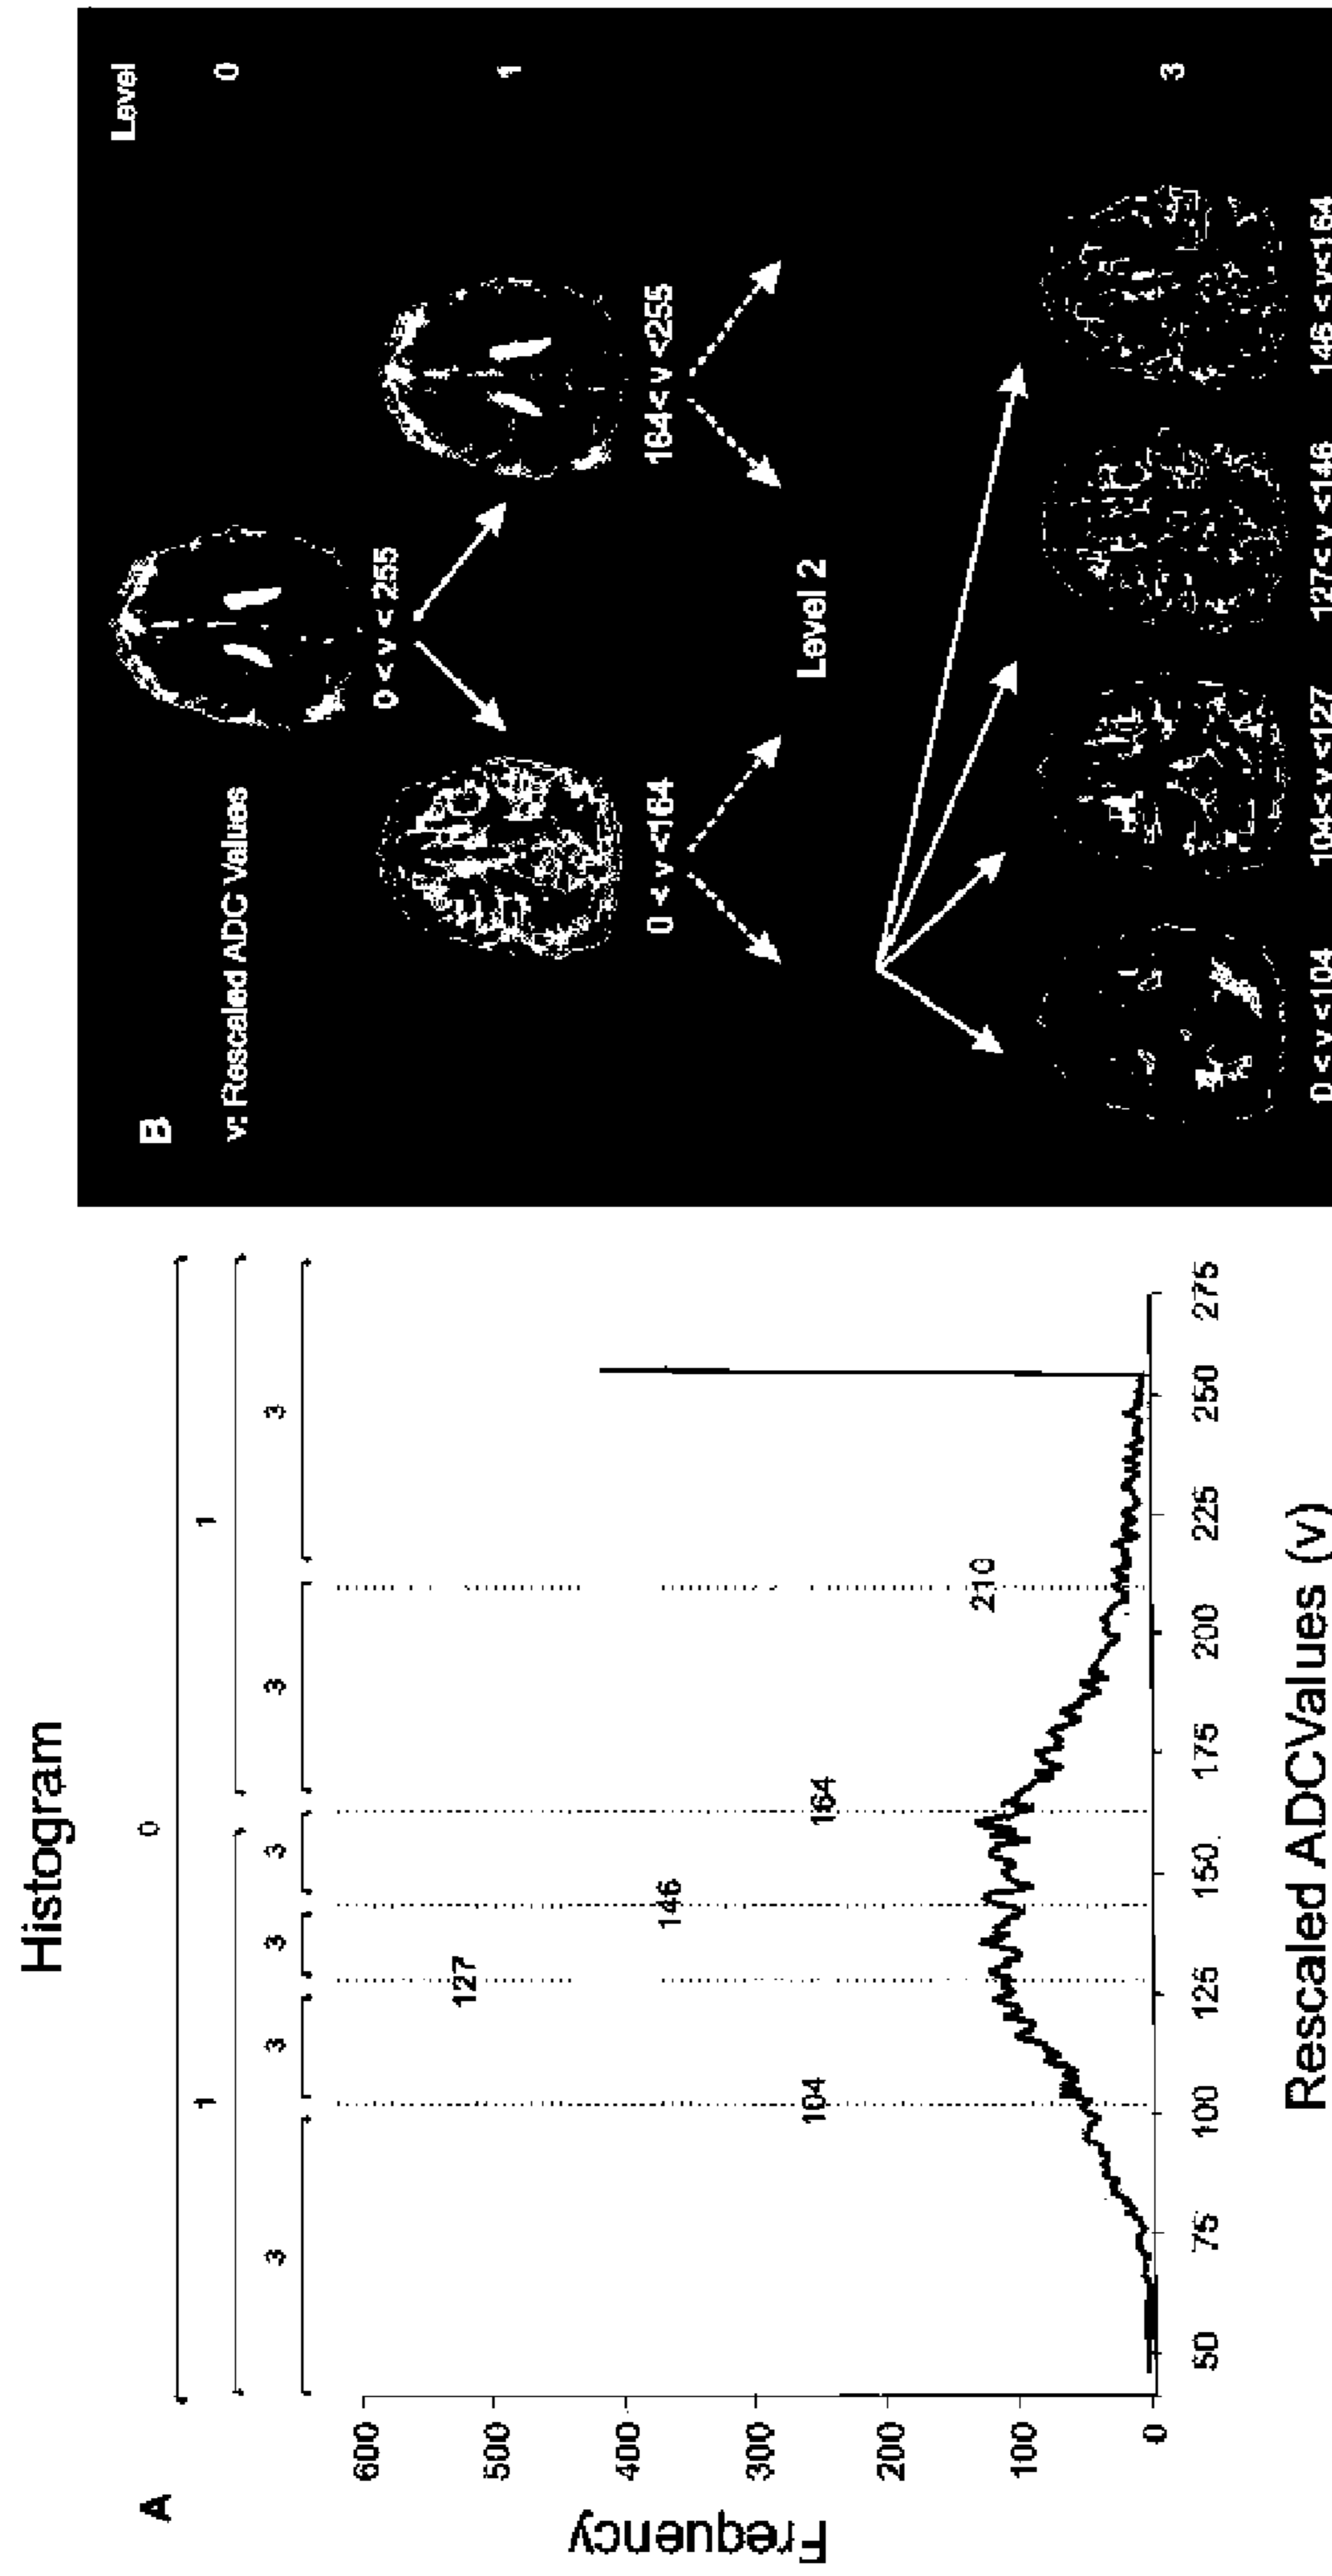 Histogram
A
0
1 1
3 3 3 3 3 3
600
500
400
300
200
100
0
Frequency
127
146
104
164
210
50 75 100 125 150 175 200 225 250 275
Rescaled ADCValues (v)
B
Level
v: Rescaled ADC Values
0
0 < v < 255
1
0 < v <164
164< v <255
Level 2
3
0 < v <104
104< v <127
127< v <146
146 < v<164